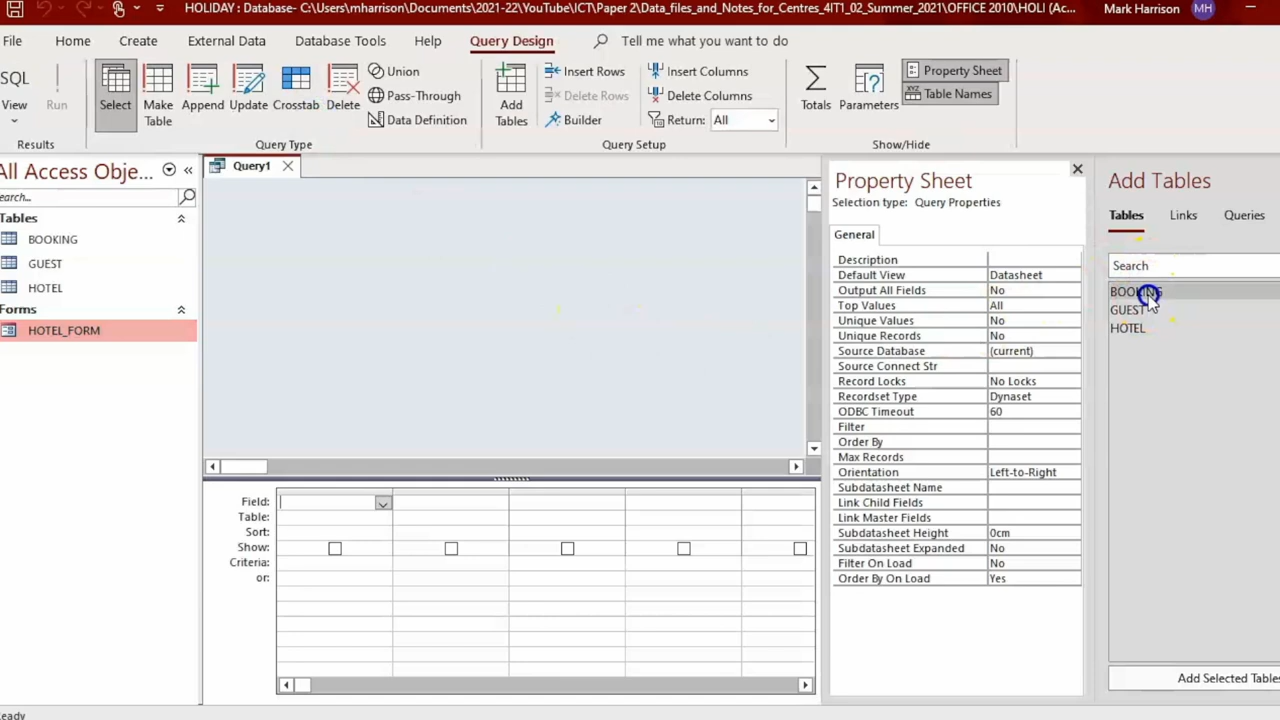 HOLIDAY : Database- C:\Users\mharrison\Documents\2021-22\YouTube\ICT\Paper 2\Data_files_and_Notes_for_Centres_4IT1_02_Summer_2021\OFFICE 2010\HOLI (Ac...
Mark Harrison
MH
File Home Create External Data Database Tools Help Query Design Tell me what you want to do
SQL
View
Run
Results
Select
Make Table
Append
Update
Crosstab
Delete
Union
Pass-Through
Data Definition
Query Type
Add Tables
Insert Rows
Delete Rows
Builder
Insert Columns
Delete Columns
Return: All
Query Setup
Totals
Parameters
Property Sheet
XYZ Table Names
Show/Hide
All Access Obje...
earch...
Tables
BOOKING
GUEST
HOTEL
Forms
HOTEL_FORM
Query1
Field:
Table:
Sort:
Show:
Criteria:
or:
Property Sheet
Selection type: Query Properties
General
Description
Default View Datasheet
Output All Fields No
Top Values All
Unique Values No
Unique Records No
Source Database (current)
Source Connect Str
Record Locks No Locks
Recordset Type Dynaset
ODBC Timeout 60
Filter
Order By
Max Records
Orientation Left-to-Right
Subdatasheet Name
Link Child Fields
Link Master Fields
Subdatasheet Height 0cm
Subdatasheet Expanded No
Filter On Load No
Order By On Load Yes
Add Tables
Tables Links Queries
Search
BOOKING
GUEST
HOTEL
Add Selected Tables
eady